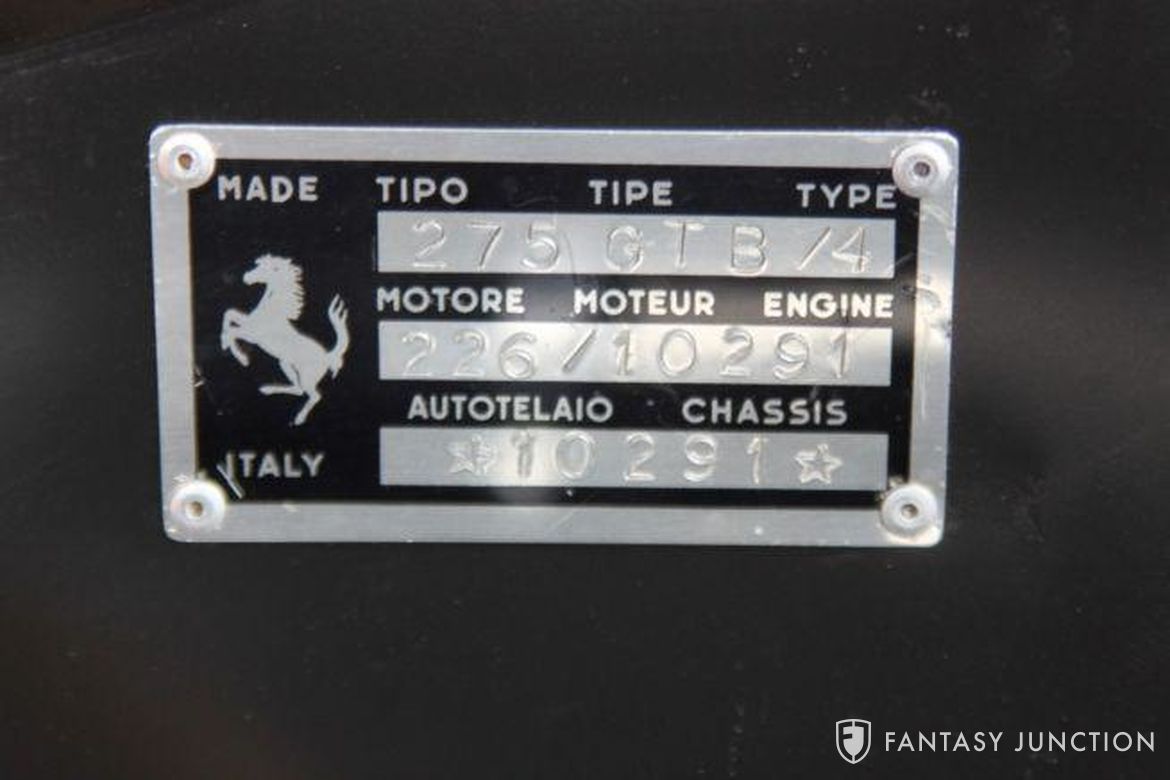 MADE TIPO TIPE TYPE
275 GTB/4
MOTORE MOTEUR ENGINE
226/10291
AUTOTELAIO CHASSIS
ITALY ☆10291☆
FANTASY JUNCTION